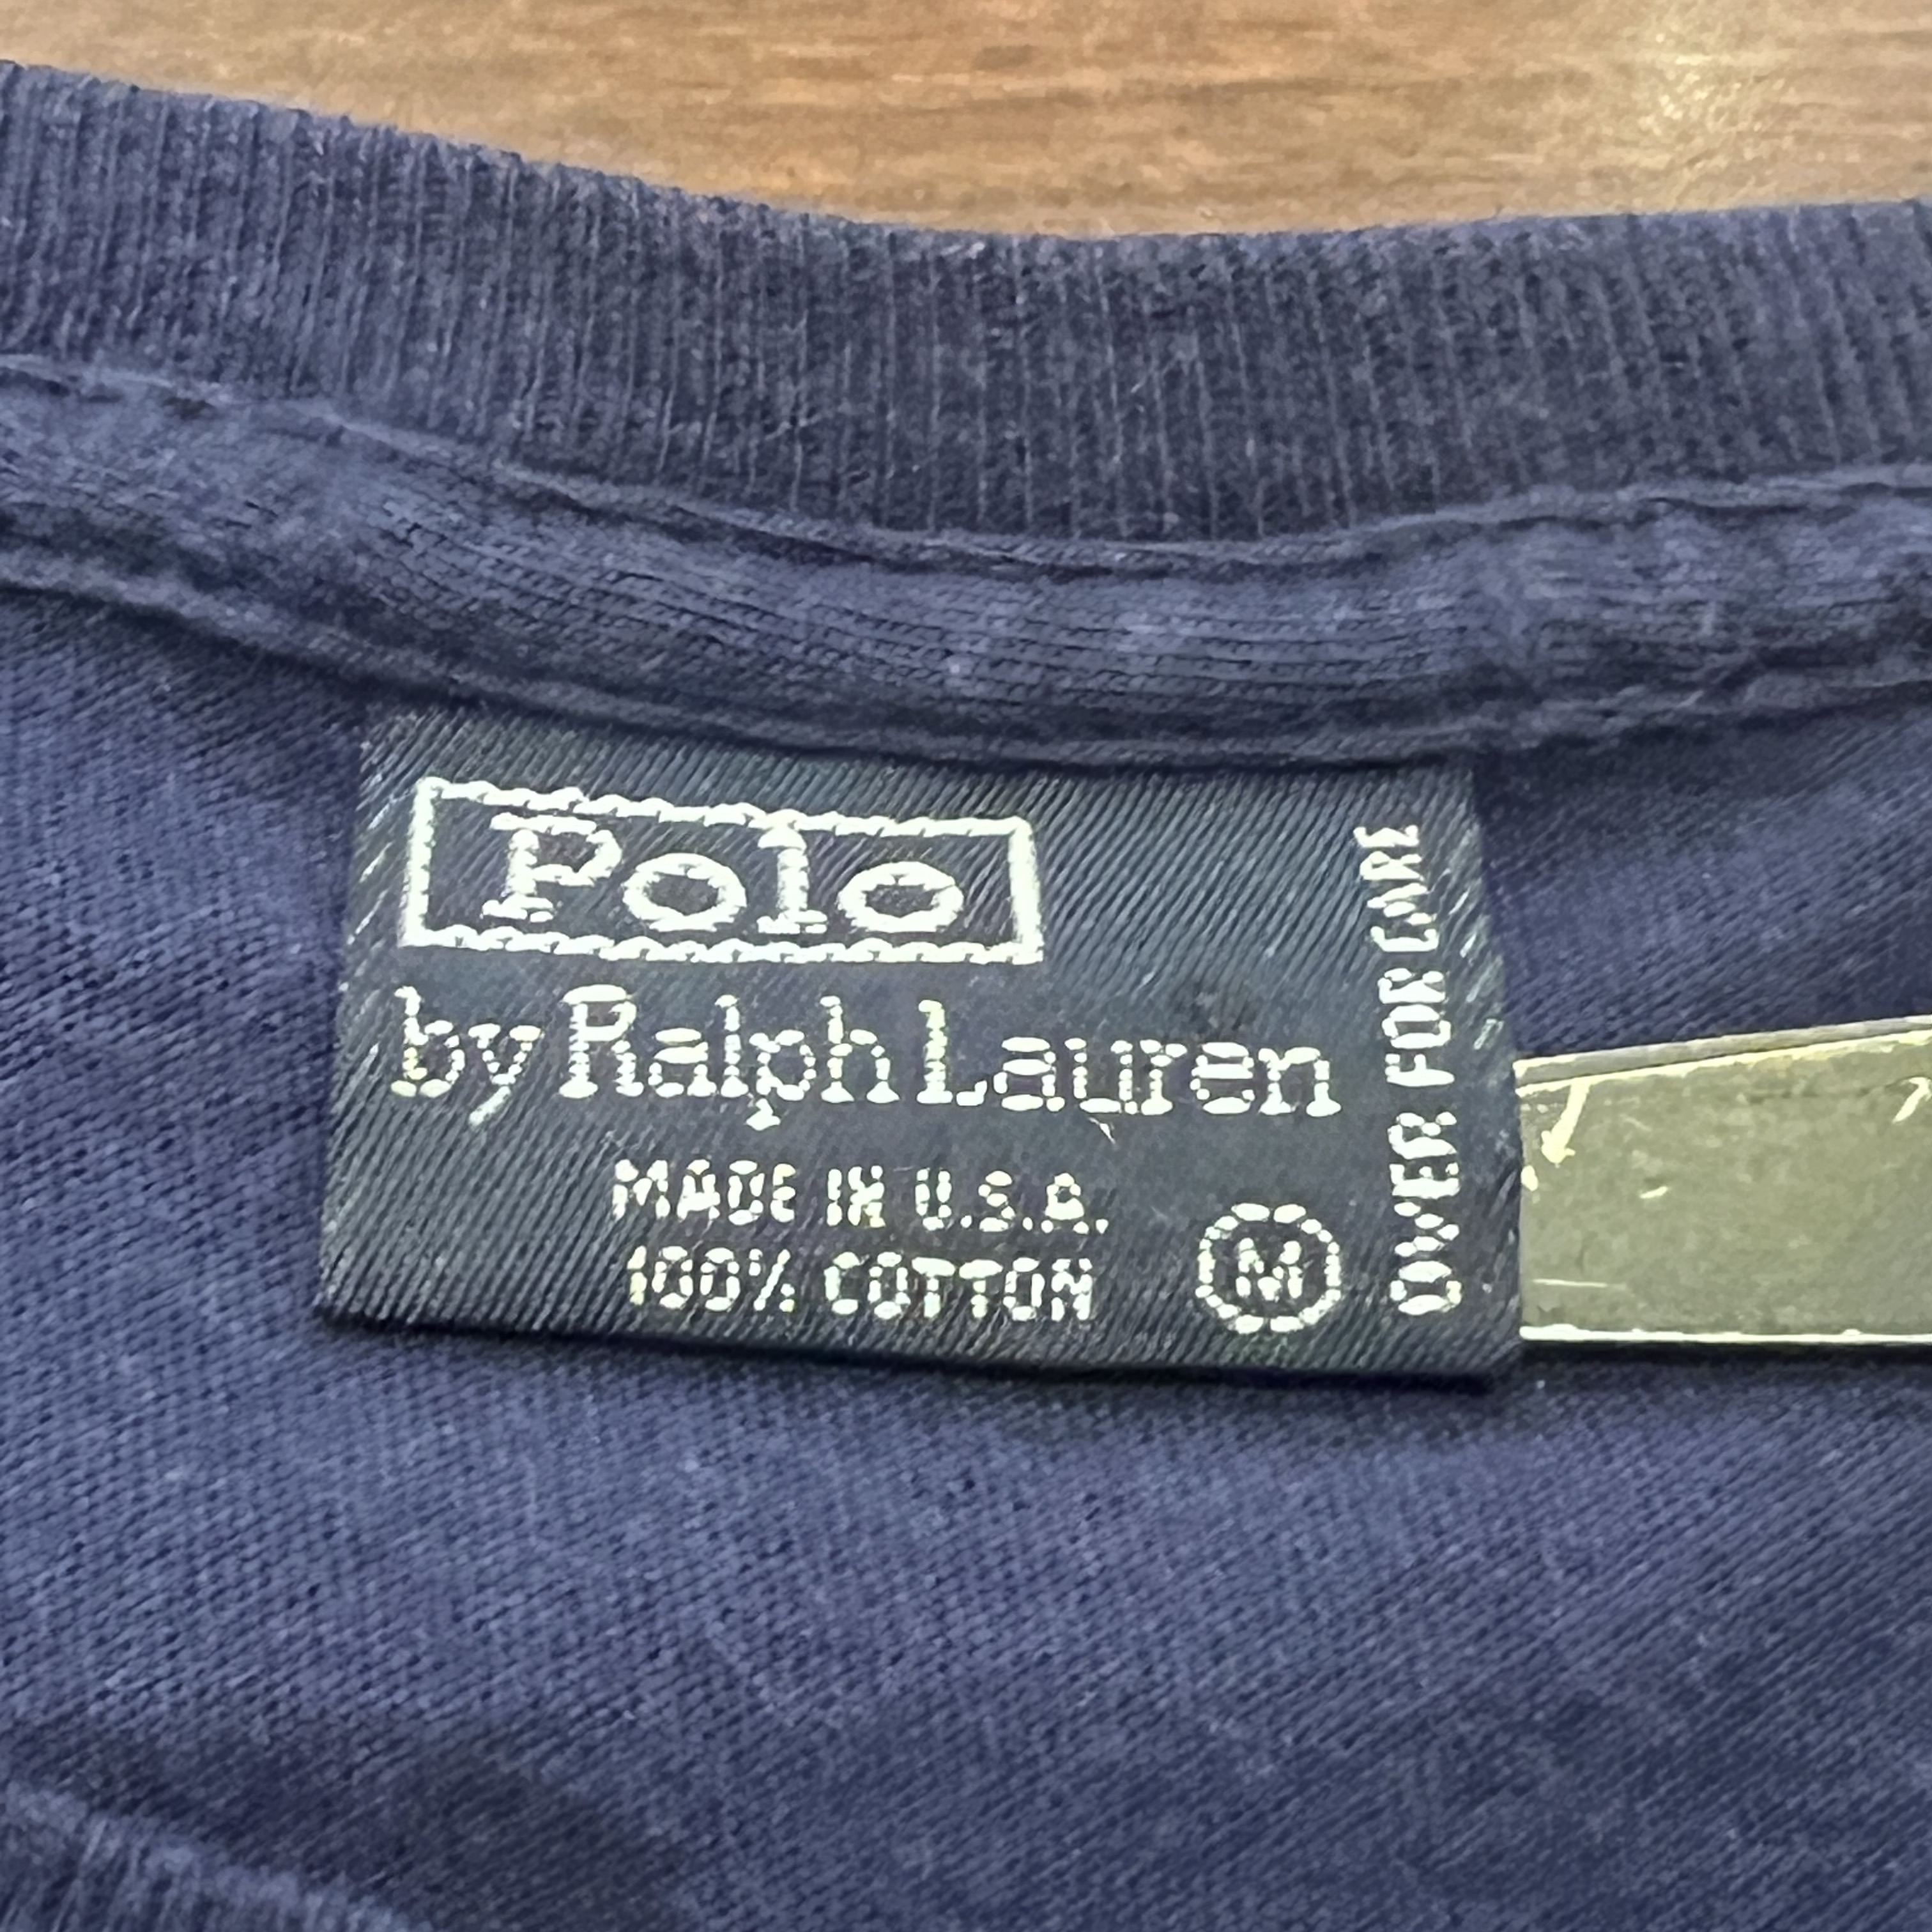 Polo
by Ralph Lauren
MADE IN U.S.A.
100% COTTON
M
OVER FOR CARE